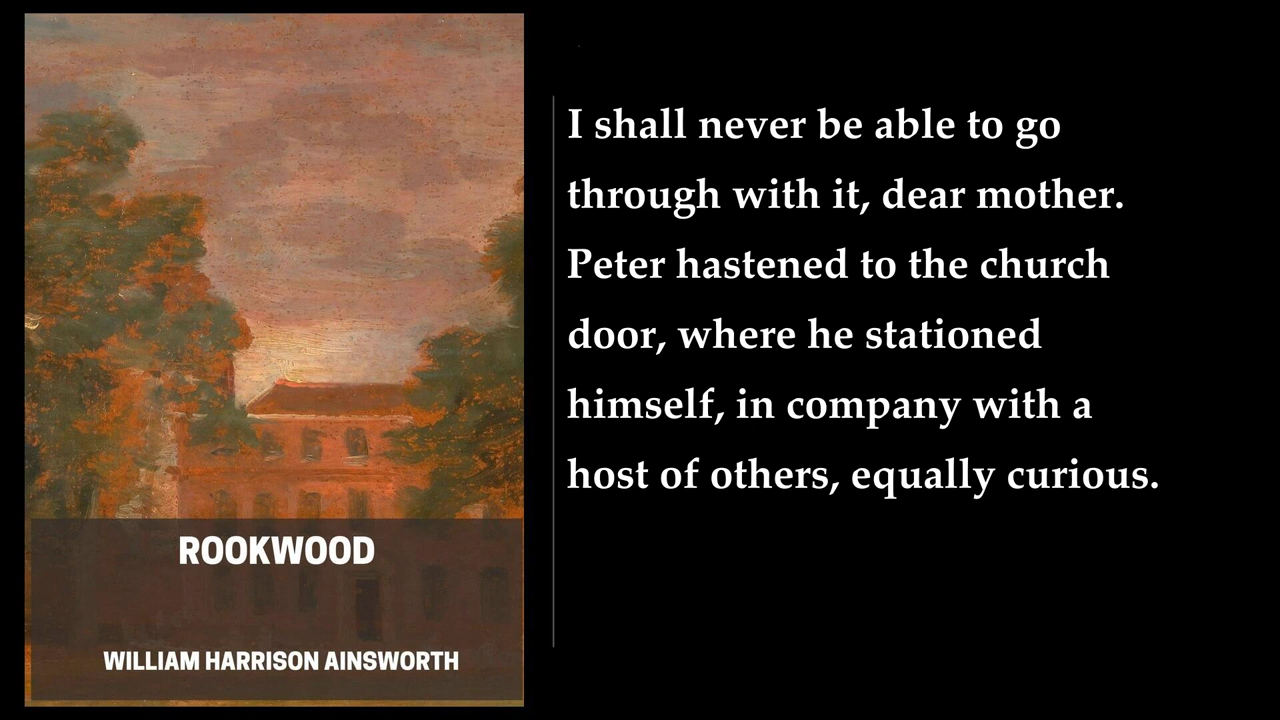 ROOKWOOD
WILLIAM HARRISON AINSWORTH
I shall never be able to go
through with it, dear mother.
Peter hastened to the church
door, where he stationed
himself, in company with a
host of others, equally curious.